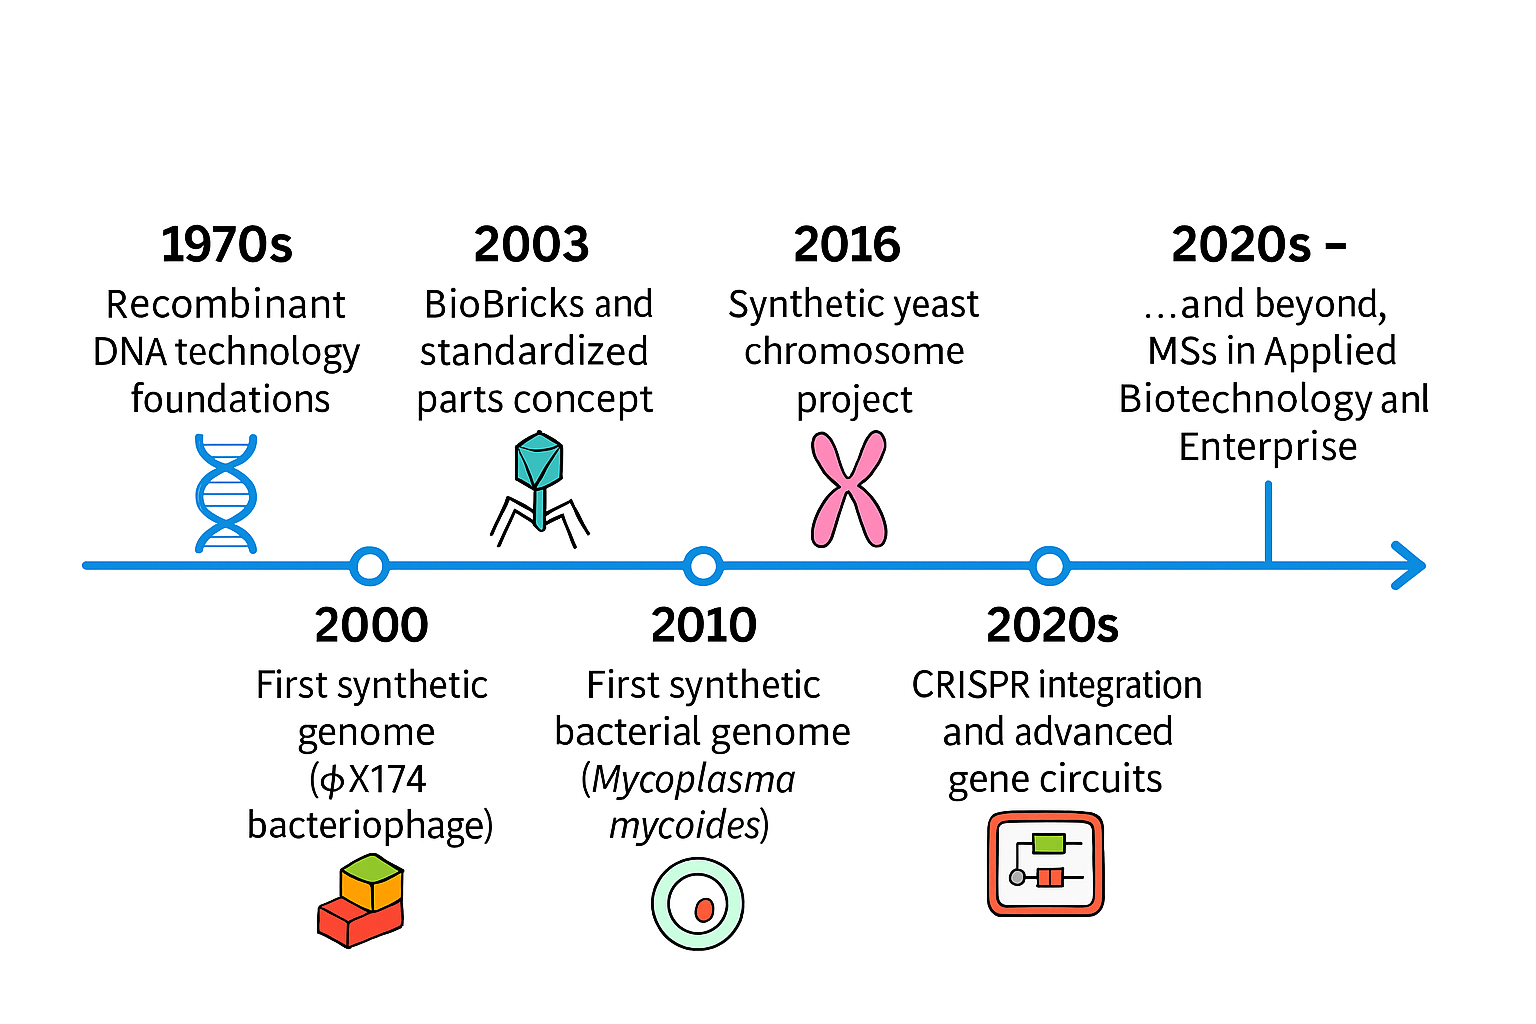 1970s
Recombinant
DNA technology
foundations
2003
BioBricks and
standardized
parts concept
2016
Synthetic yeast
chromosome
project
2020s –
…and beyond,
MSs in Applied
Biotechnology anl
Enterprise
2000
First synthetic
genome
(ϕX174
bacteriophage)
2010
First synthetic
bacterial genome
(Mycoplasma
mycoides)
2020s
CRISPR integration
and advanced
gene circuits